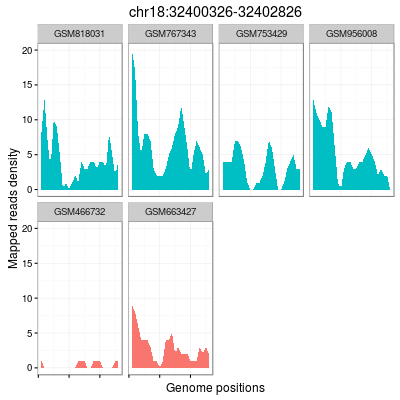 chr18:32400326-32402826
GSM818031 GSM767343 GSM753429 GSM956008
20
15
10
5
0
GSM466732 GSM663427
20
15
10
5
0
Mapped reads density
Genome positions